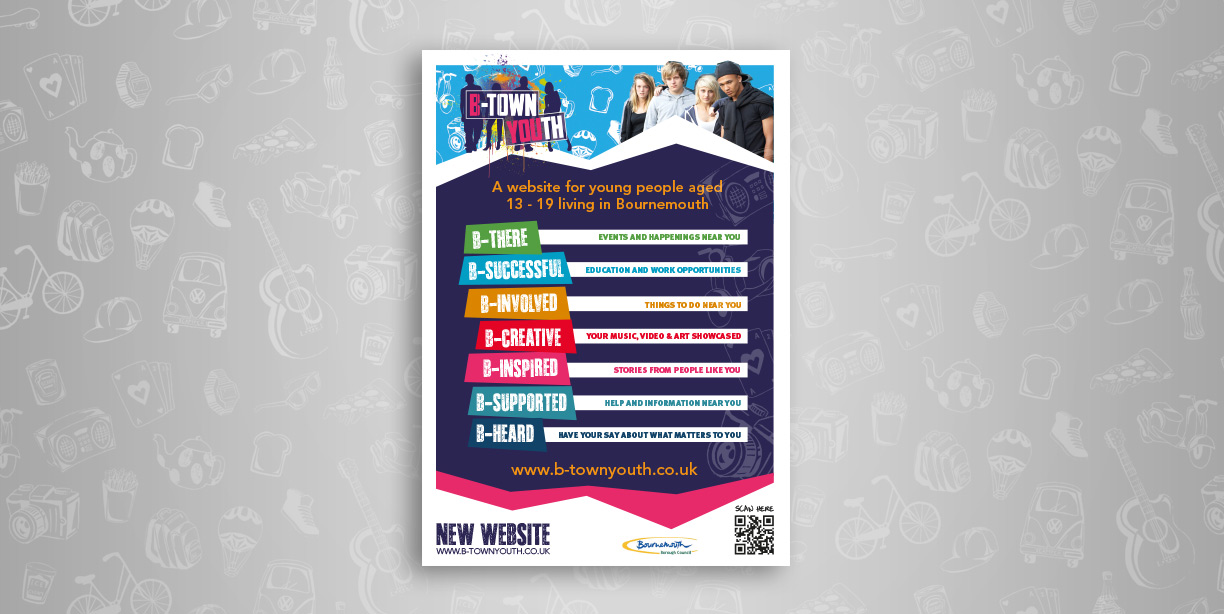 B-TOWN
YOUTH
A website for young people aged
13 - 19 living in Bournemouth
B-THERE EVENTS AND HAPPENINGS NEAR YOU
B-SUCCESSFUL EDUCATION AND WORK OPPORTUNITIES
B-INVOLVED THINGS TO DO NEAR YOU
B-CREATIVE YOUR MUSIC, VIDEO & ART SHOWCASED
B-INSPIRED STORIES FROM PEOPLE LIKE YOU
B-SUPPORTED HELP AND INFORMATION NEAR YOU
B-HEARD HAVE YOUR SAY ABOUT WHAT MATTERS TO YOU
www.b-townyouth.co.uk
SCAN HERE
NEW WEBSITE
WWW.B-TOWNYOUTH.CO.UK
Bournemouth
Borough Council